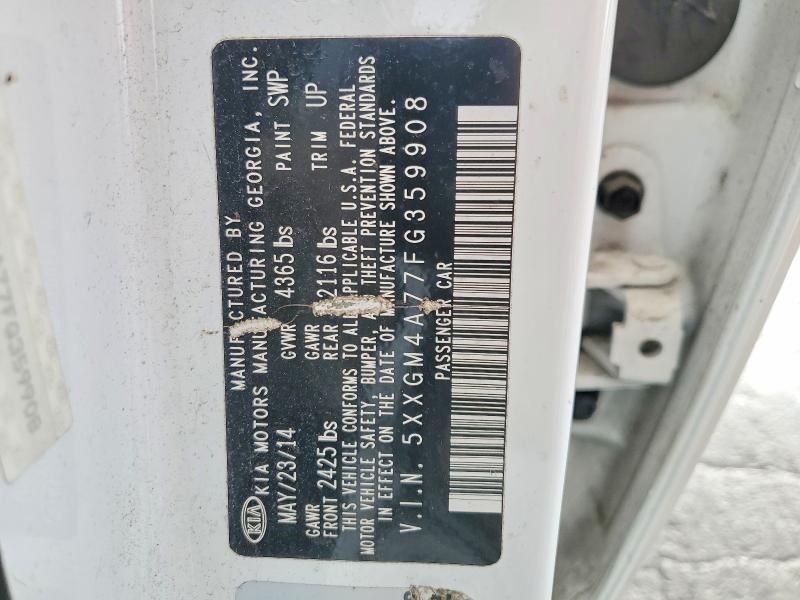 MANUFACTURED BY
KIA KIA MOTORS MANUFACTURING GEORGIA, INC.
MAY/23/14 GVWR 4365 lbs PAINT SWP
GAWR FRONT 2425 lbs GAWR REAR 2116 lbs TRIM UP
THIS VEHICLE CONFORMS TO ALL APPLICABLE U.S.A. FEDERAL
MOTOR VEHICLE SAFETY, BUMPER, AND THEFT PREVENTION STANDARDS
IN EFFECT ON THE DATE OF MANUFACTURE SHOWN ABOVE.
V.I.N. 5XXGM4A77FG359908
PASSENGER CAR